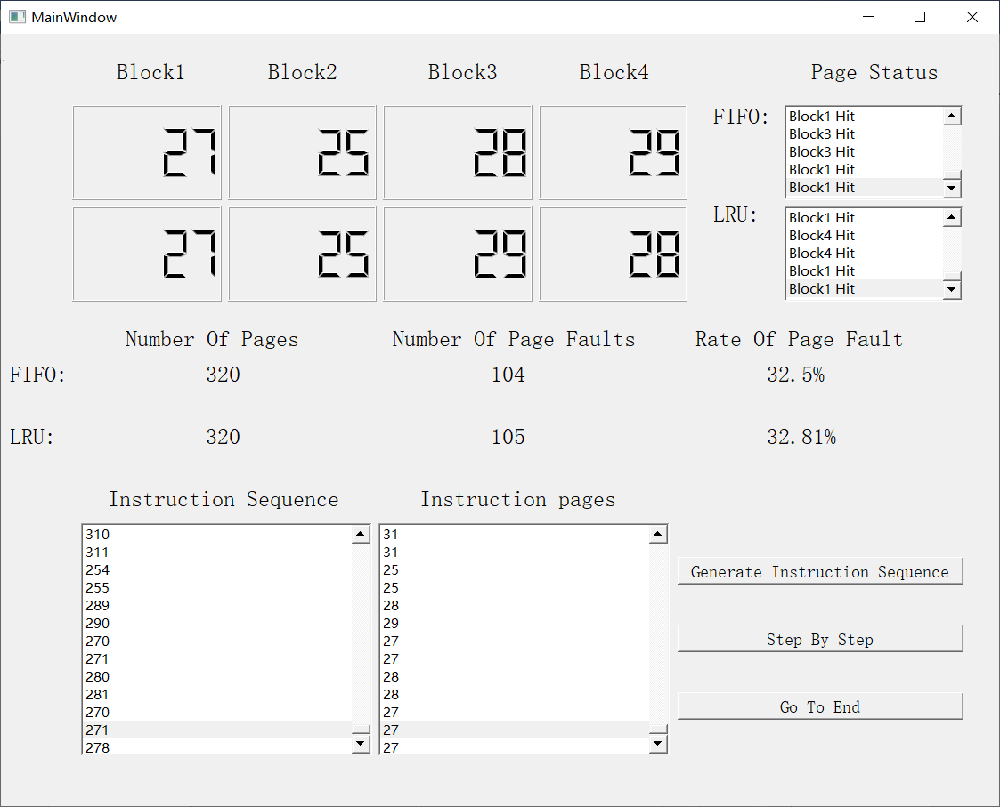 MainWindow
Block1 Block2 Block3 Block4 Page Status
27 25 28 29
FIFO:
Block1 Hit
Block3 Hit
Block3 Hit
Block1 Hit
Block1 Hit
27 25 29 28
LRU:
Block1 Hit
Block4 Hit
Block4 Hit
Block1 Hit
Block1 Hit
Number Of Pages Number Of Page Faults Rate Of Page Fault
FIFO: 320 104 32.5%
LRU: 320 105 32.81%
Instruction Sequence Instruction pages
310 31
311 31
254 25
255 25
289 28
290 29
270 27
271 27
280 28
281 28
270 27
271 27
278 27
Generate Instruction Sequence
Step By Step
Go To End